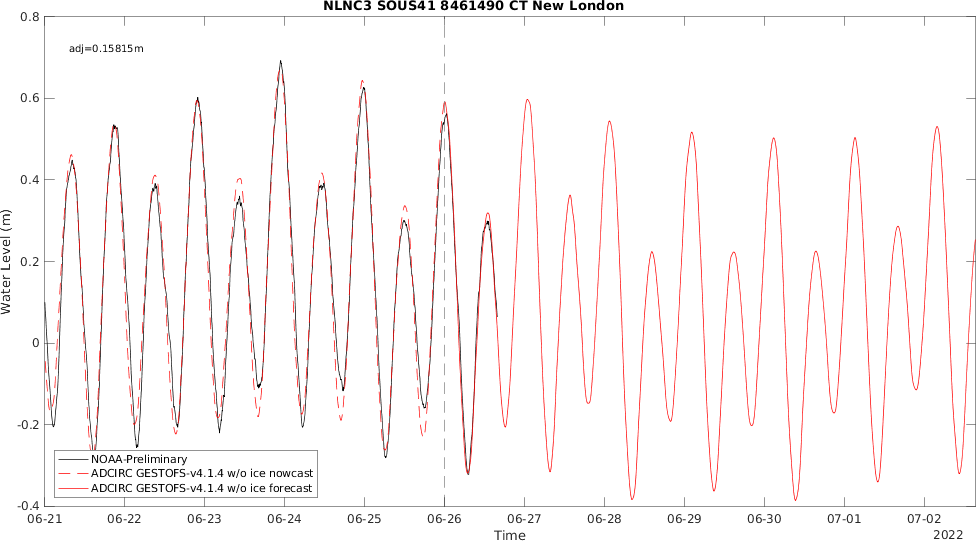 NLNC3 SOUS41 8461490 CT New London
adj=0.15815m
0.8
0.6
0.4
0.2
0
-0.2
-0.4
Water Level (m)
NOAA-Preliminary
ADCIRC GESTOFS-v4.1.4 w/o ice nowcast
ADCIRC GESTOFS-v4.1.4 w/o ice forecast
06-21 06-22 06-23 06-24 06-25 06-26 06-27 06-28 06-29 06-30 07-01 07-02
Time
2022